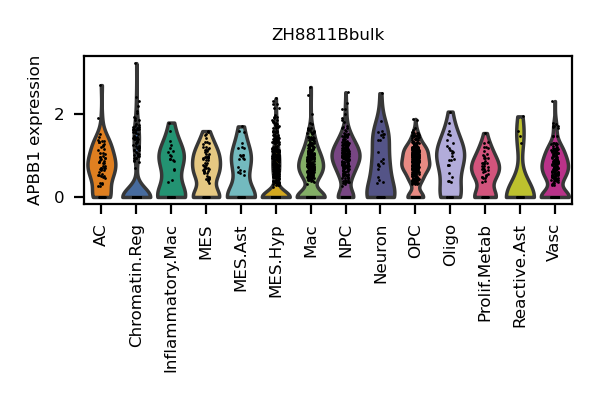 ZH8811Bbulk
APBB1 expression
2
0
AC
Chromatin.Reg
Inflammatory.Mac
MES
MES.Ast
MES.Hyp
Mac
NPC
Neuron
OPC
Oligo
Prolif.Metab
Reactive.Ast
Vasc